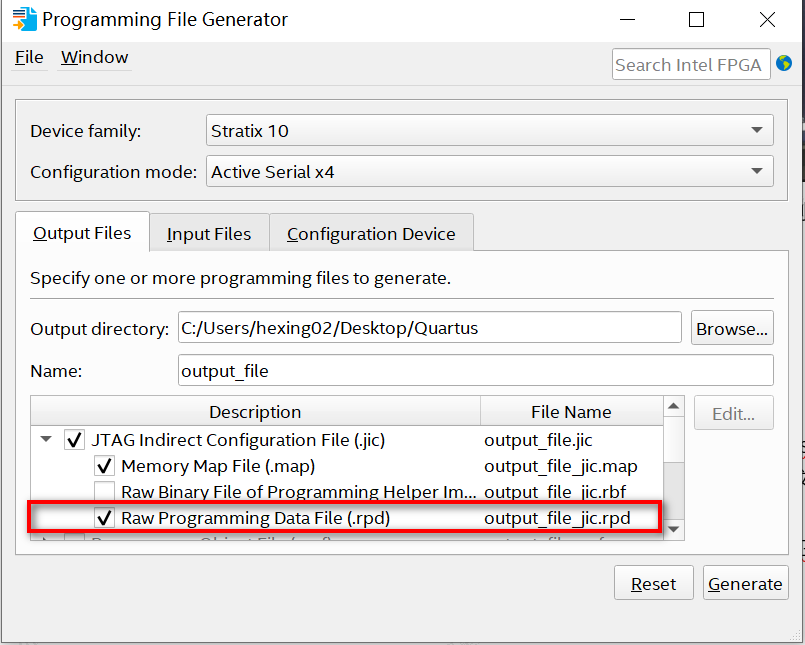 Programming File Generator
File Window Search Intel FPGA
Device family: Stratix 10
Configuration mode: Active Serial x4
Output Files Input Files Configuration Device
Specify one or more programming files to generate.
Output directory: C:/Users/hexing02/Desktop/Quartus Browse...
Name: output_file
Description File Name Edit...
JTAG Indirect Configuration File (.jic) output_file.jic
Memory Map File (.map) output_file_jic.map
Raw Binary File of Programming Helper Im... output_file_jic.rbf
Raw Programming Data File (.rpd) output_file_jic.rpd
Reset Generate